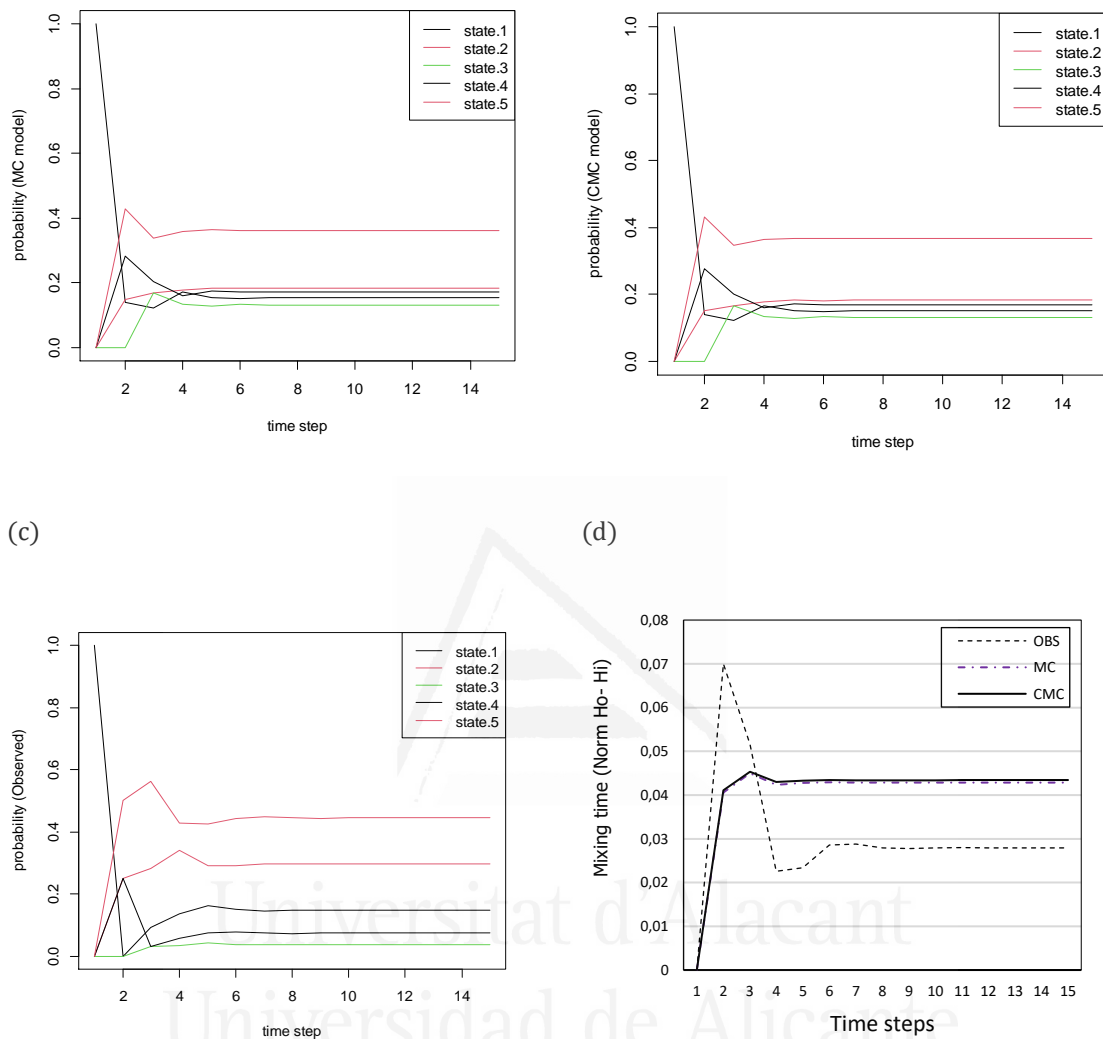 1.0
0.8
0.6
0.4
0.2
0.0
probability (MC model)
state.1
state.2
state.3
state.4
state.5
2 4 6 8 10 12 14
time step
1.0
0.8
0.6
0.4
0.2
0.0
probability (CMC model)
state.1
state.2
state.3
state.4
state.5
2 4 6 8 10 12 14
time step
(c)
(d)
1.0
0.8
0.6
0.4
0.2
0.0
probability (Observed)
state.1
state.2
state.3
state.4
state.5
2 4 6 8 10 12 14
time step
0,08
0,07
0,06
0,05
0,04
0,03
0,02
0,01
0
Mixing time (Norm Ho- Hi)
OBS
MC
CMC
1 2 3 4 5 6 7 8 9 10 11 12 13 14 15
Time steps
Universitat d'Alacant
Universidad de Alicante